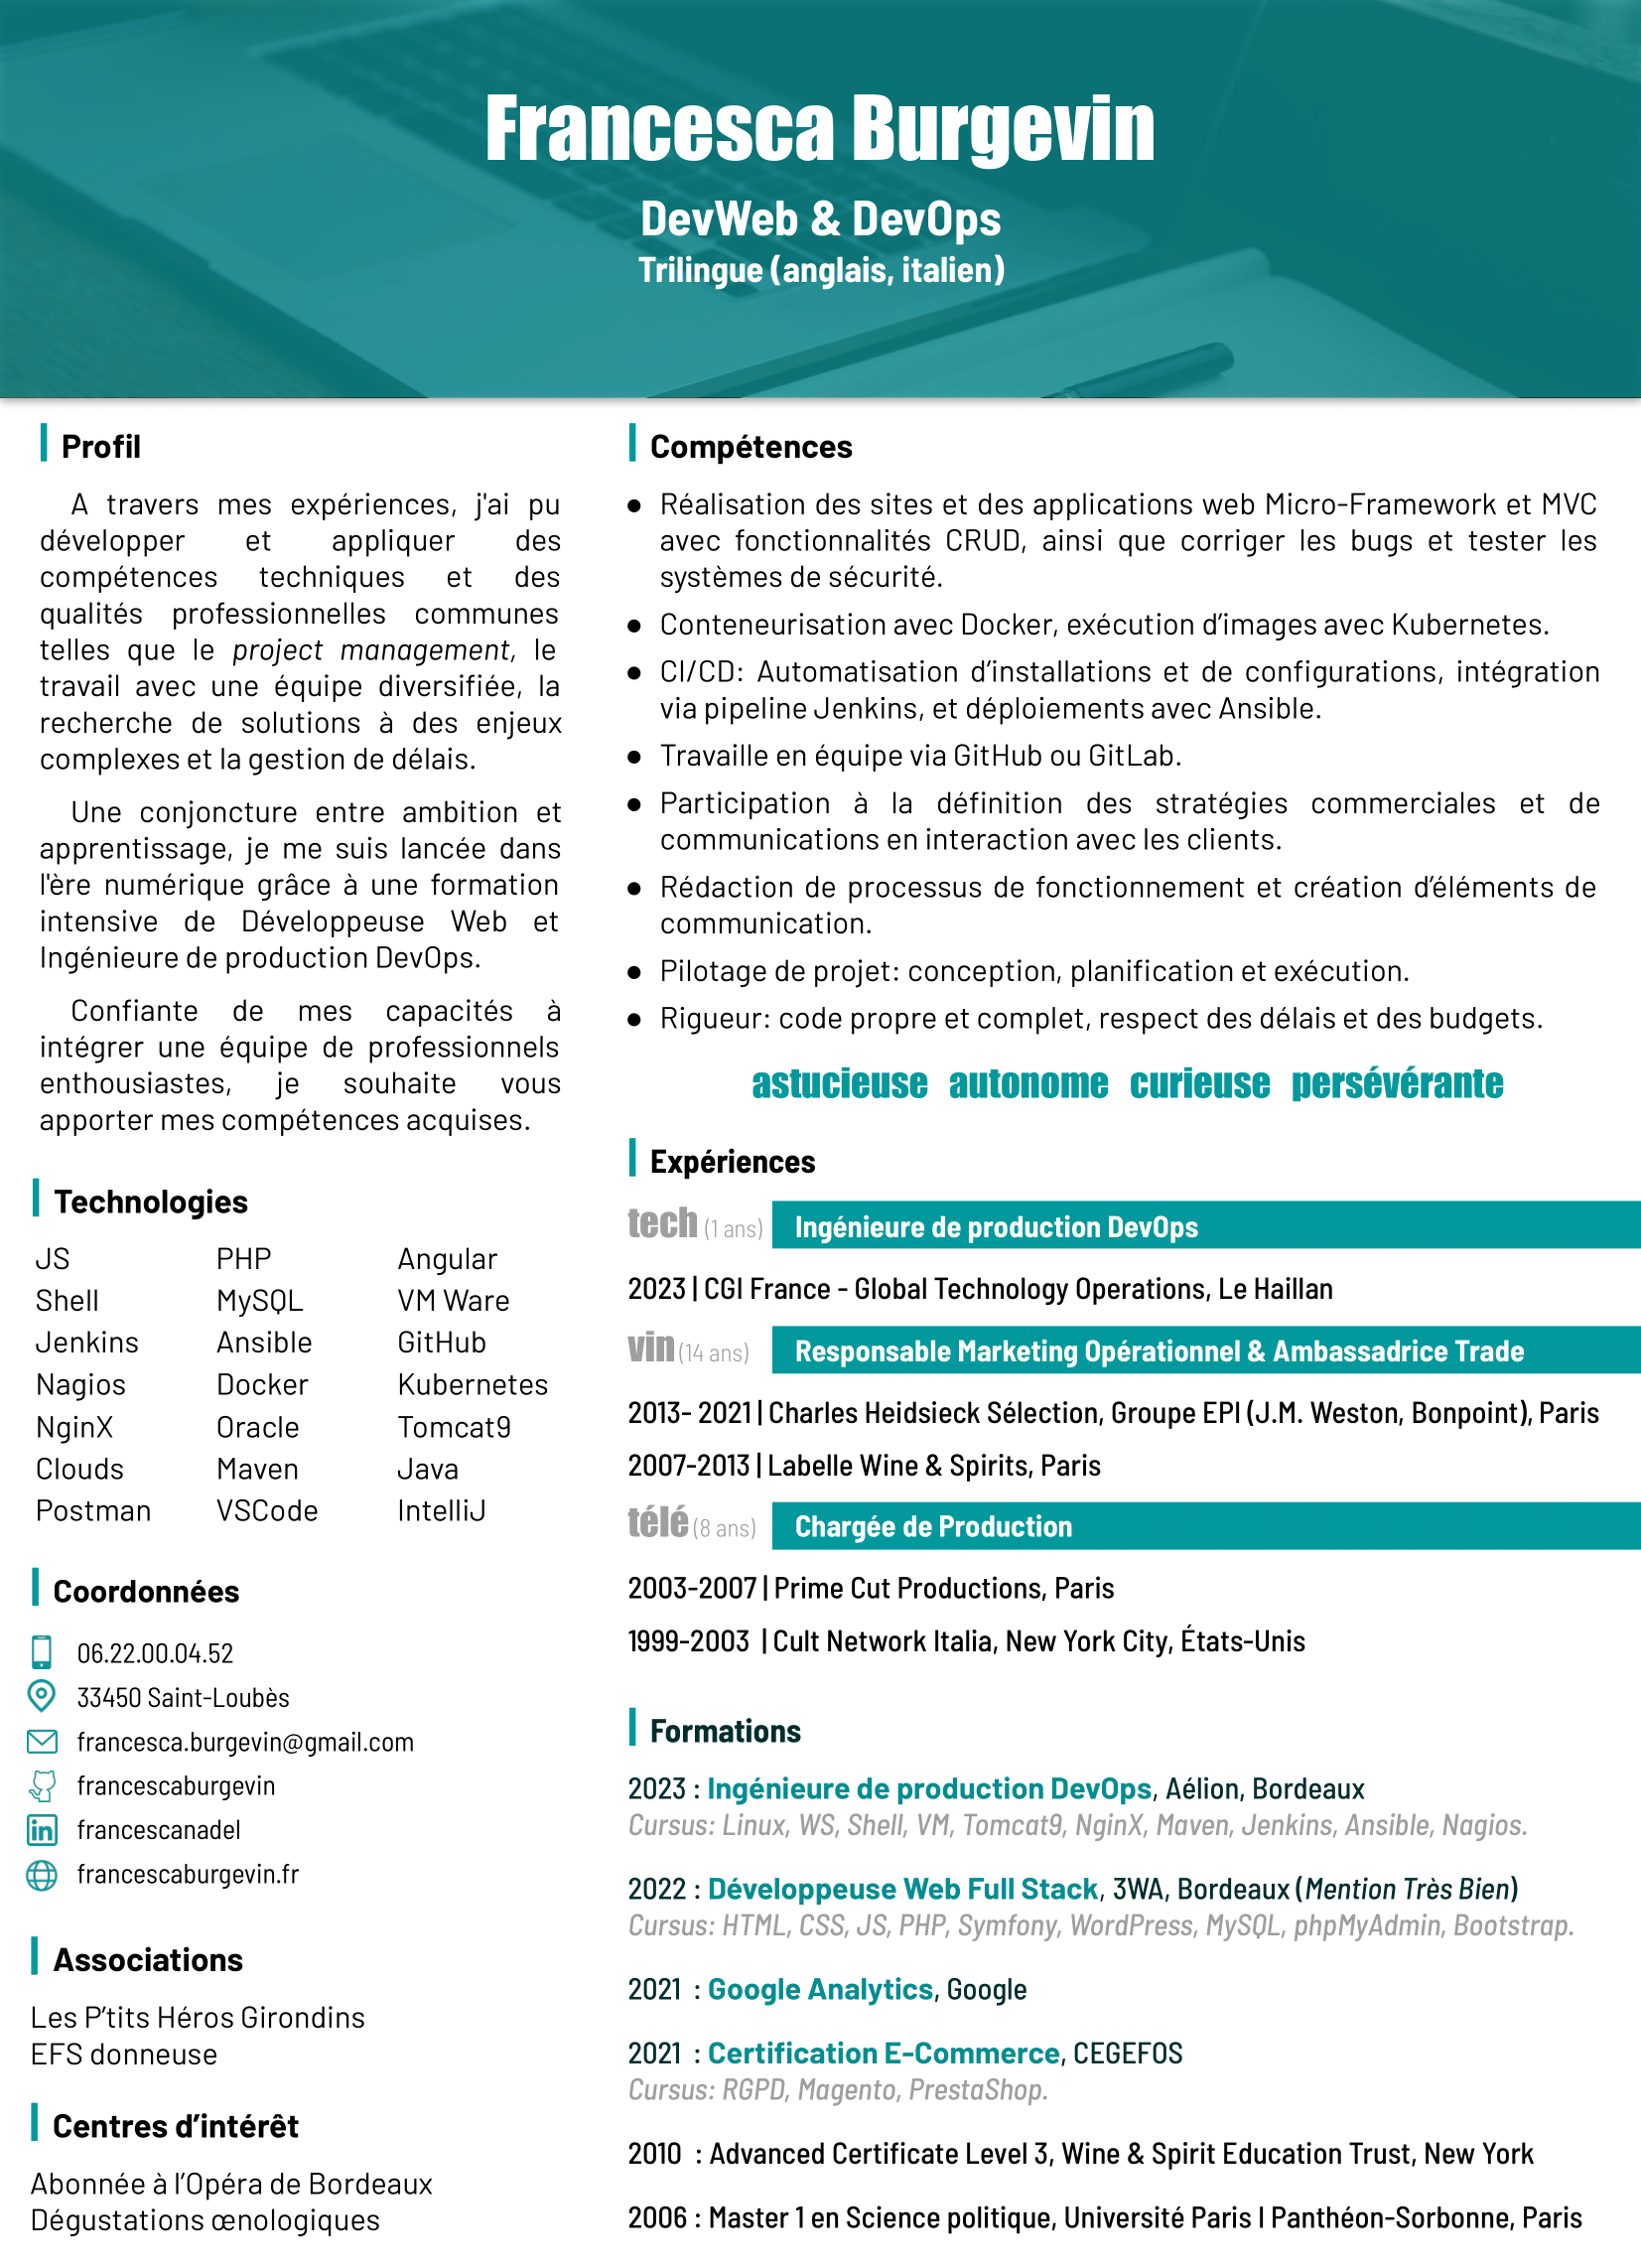 Francesca Burgevin
DevWeb & DevOps
Trilingue (anglais, italien)
Profil
A travers mes expériences, j'ai pu
développer et appliquer des
compétences techniques et des
qualités professionnelles communes
telles que le project management, le
travail avec une équipe diversifiée, la
recherche de solutions à des enjeux
complexes et la gestion de délais.
Une conjoncture entre ambition et
apprentissage, je me suis lancée dans
l'ère numérique grâce à une formation
intensive de Développeuse Web et
Ingénieure de production DevOps.
Confiante de mes capacités à
intégrer une équipe de professionnels
enthousiastes, je souhaite vous
apporter mes compétences acquises.
Technologies
JS PHP Angular
Shell MySQL VM Ware
Jenkins Ansible GitHub
Nagios Docker Kubernetes
NginX Oracle Tomcat9
Clouds Maven Java
Postman VSCode IntelliJ
Coordonnées
06.22.00.04.52
33450 Saint-Loubès
francesca.burgevin@gmail.com
francescaburgevin
in francescanadel
francescaburgevin.fr
Associations
Les P'tits Héros Girondins
EFS donneuse
Centres d'intérêt
Abonnée à l'Opéra de Bordeaux
Dégustations œnologiques
Compétences
● Réalisation des sites et des applications web Micro-Framework et MVC
avec fonctionnalités CRUD, ainsi que corriger les bugs et tester les
systèmes de sécurité.
● Conteneurisation avec Docker, exécution d'images avec Kubernetes.
● CI/CD: Automatisation d'installations et de configurations, intégration
via pipeline Jenkins, et déploiements avec Ansible.
● Travaille en équipe via GitHub ou GitLab.
● Participation à la définition des stratégies commerciales et de
communications en interaction avec les clients.
● Rédaction de processus de fonctionnement et création d'éléments de
communication.
● Pilotage de projet: conception, planification et exécution.
● Rigueur: code propre et complet, respect des délais et des budgets.
astucieuse autonome curieuse persévérante
Expériences
tech (1 ans) Ingénieure de production DevOps
2023 | CGI France - Global Technology Operations, Le Haillan
vin (14 ans) Responsable Marketing Opérationnel & Ambassadrice Trade
2013- 2021 | Charles Heidsieck Sélection, Groupe EPI (J.M. Weston, Bonpoint), Paris
2007-2013 | Labelle Wine & Spirits, Paris
télé (8 ans) Chargée de Production
2003-2007 | Prime Cut Productions, Paris
1999-2003 | Cult Network Italia, New York City, États-Unis
Formations
2023 : Ingénieure de production DevOps, Aélion, Bordeaux
Cursus: Linux, WS, Shell, VM, Tomcat9, NginX, Maven, Jenkins, Ansible, Nagios.
2022 : Développeuse Web Full Stack, 3WA, Bordeaux (Mention Très Bien)
Cursus: HTML, CSS, JS, PHP, Symfony, WordPress, MySQL, phpMyAdmin, Bootstrap.
2021 : Google Analytics, Google
2021 : Certification E-Commerce, CEGEFOS
Cursus: RGPD, Magento, PrestaShop.
2010 : Advanced Certificate Level 3, Wine & Spirit Education Trust, New York
2006 : Master 1 en Science politique, Université Paris I Panthéon-Sorbonne, Paris